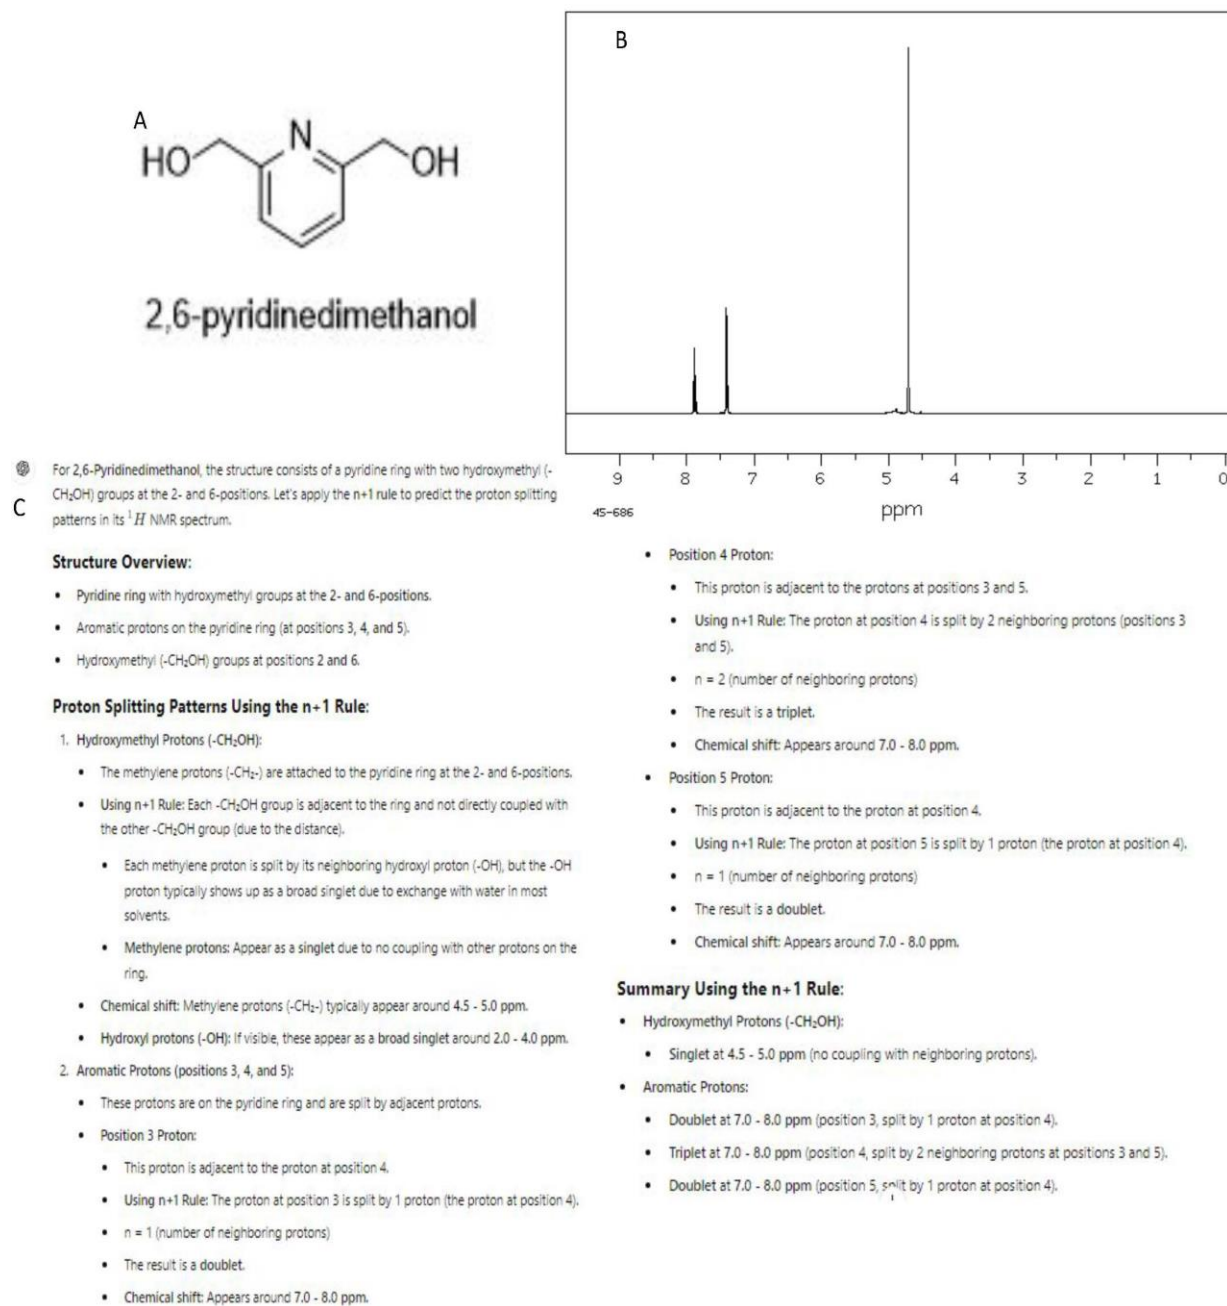 A
N
HO
OH
2,6-pyridinedimethanol
B
9 8 7 6 5 4 3 2 1 0
45-686
ppm
C
For 2,6-Pyridinedimethanol, the structure consists of a pyridine ring with two hydroxymethyl (-
CH₂OH) groups at the 2- and 6-positions. Let's apply the n+1 rule to predict the proton splitting
patterns in its ¹H NMR spectrum.
Structure Overview:
• Pyridine ring with hydroxymethyl groups at the 2- and 6-positions.
• Aromatic protons on the pyridine ring (at positions 3, 4, and 5).
• Hydroxymethyl (-CH₂OH) groups at positions 2 and 6.
Proton Splitting Patterns Using the n+1 Rule:
1. Hydroxymethyl Protons (-CH₂OH):
• The methylene protons (-CH₂-) are attached to the pyridine ring at the 2- and 6-positions.
• Using n+1 Rule: Each -CH₂OH group is adjacent to the ring and not directly coupled with
the other -CH₂OH group (due to the distance).
• Each methylene proton is split by its neighboring hydroxyl proton (-OH), but the -OH
proton typically shows up as a broad singlet due to exchange with water in most
solvents.
• Methylene protons: Appear as a singlet due to no coupling with other protons on the
ring.
• Chemical shift: Methylene protons (-CH₂-) typically appear around 4.5 - 5.0 ppm.
• Hydroxyl protons (-OH): If visible, these appear as a broad singlet around 2.0 - 4.0 ppm.
2. Aromatic Protons (positions 3, 4, and 5):
• These protons are on the pyridine ring and are split by adjacent protons.
• Position 3 Proton:
• This proton is adjacent to the proton at position 4.
• Using n+1 Rule: The proton at position 3 is split by 1 proton (the proton at position 4).
• n = 1 (number of neighboring protons)
• The result is a doublet.
• Chemical shift: Appears around 7.0 - 8.0 ppm.
• Position 4 Proton:
• This proton is adjacent to the protons at positions 3 and 5.
• Using n+1 Rule: The proton at position 4 is split by 2 neighboring protons (positions 3
and 5).
• n = 2 (number of neighboring protons)
• The result is a triplet.
• Chemical shift: Appears around 7.0 - 8.0 ppm.
• Position 5 Proton:
• This proton is adjacent to the proton at position 4.
• Using n+1 Rule: The proton at position 5 is split by 1 proton (the proton at position 4).
• n = 1 (number of neighboring protons)
• The result is a doublet.
• Chemical shift: Appears around 7.0 - 8.0 ppm.
Summary Using the n+1 Rule:
• Hydroxymethyl Protons (-CH₂OH):
• Singlet at 4.5 - 5.0 ppm (no coupling with neighboring protons).
• Aromatic Protons:
• Doublet at 7.0 - 8.0 ppm (position 3, split by 1 proton at position 4).
• Triplet at 7.0 - 8.0 ppm (position 4, split by 2 neighboring protons at positions 3 and 5).
• Doublet at 7.0 - 8.0 ppm (position 5, split by 1 proton at position 4).